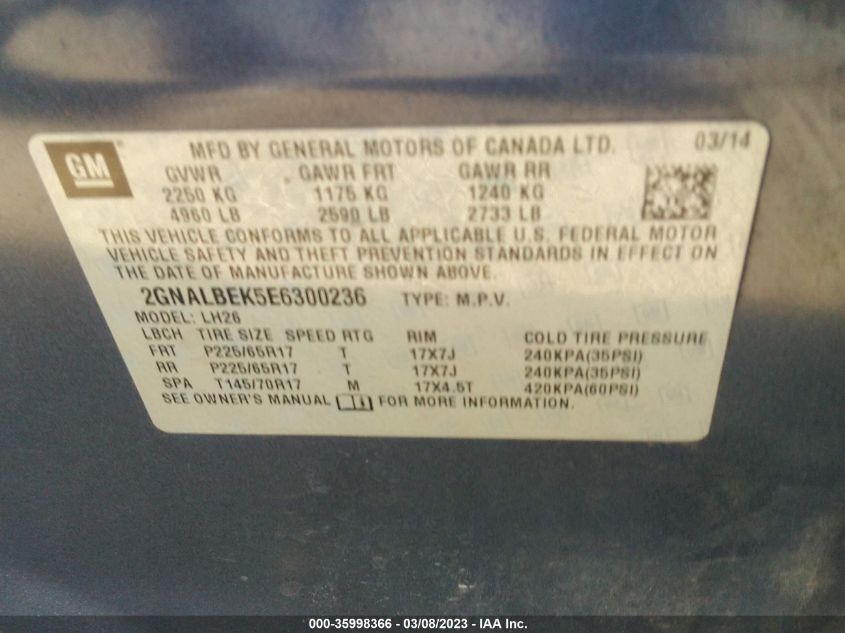 GM
MFD BY GENERAL MOTORS OF CANADA LTD. 03/14
GVWR GAWR FRT GAWR RR
2250 KG 1175 KG 1240 KG
4960 LB 2590 LB 2733 LB
THIS VEHICLE CONFORMS TO ALL APPLICABLE U.S. FEDERAL MOTOR
VEHICLE SAFETY AND THEFT PREVENTION STANDARDS IN EFFECT ON
THE DATE OF MANUFACTURE SHOWN ABOVE.
2GNALBEK5E6300236 TYPE: M.P.V.
MODEL: LH26
LBCH TIRE SIZE SPEED RTG RIM COLD TIRE PRESSURE
FRT P225/65R17 T 17X7J 240KPA(35PSI)
RR P225/65R17 T 17X7J 240KPA(35PSI)
SPA T145/70R17 M 17X4.5T 420KPA(60PSI)
SEE OWNER'S MANUAL FOR MORE INFORMATION.
000-35998366 - 03/08/2023 - IAA Inc.